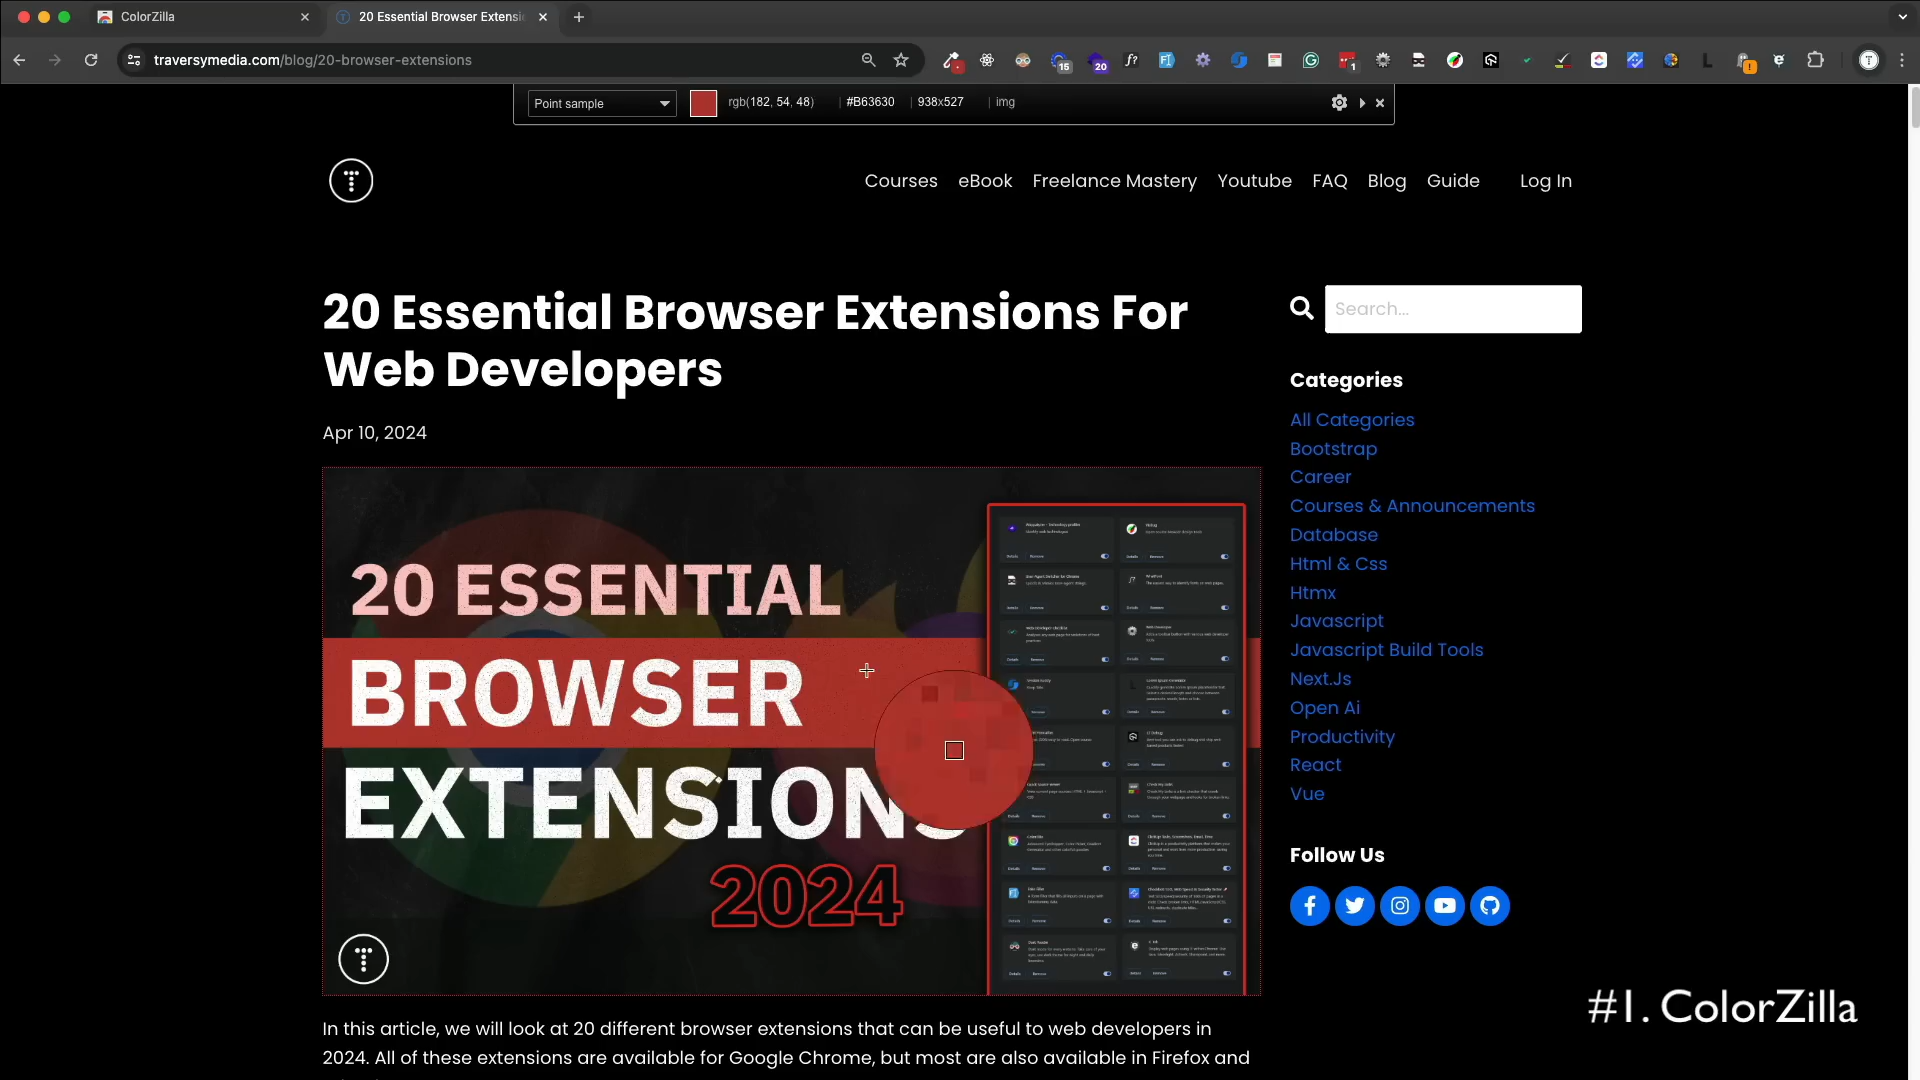 ColorZilla
20 Essential Browser Extensi
traversymedia.com/blog/20-browser-extensions
15
20
1
Point sample
rgb(182, 54, 48)
| #B63630
| 938x527
| img
Courses
eBook
Freelance Mastery
Youtube
FAQ
Blog
Guide
Log In
20 Essential Browser Extensions For
Web Developers
Apr 10, 2024
20 ESSENTIAL
BROWSER
EXTENSIONS
2024
In this article, we will look at 20 different browser extensions that can be useful to web developers in
2024. All of these extensions are available for Google Chrome, but most are also available in Firefox and
Search...
Categories
All Categories
Bootstrap
Career
Courses & Announcements
Database
Html & Css
Htmx
Javascript
Javascript Build Tools
Next.Js
Open Ai
Productivity
React
Vue
Follow Us
#1. ColorZilla